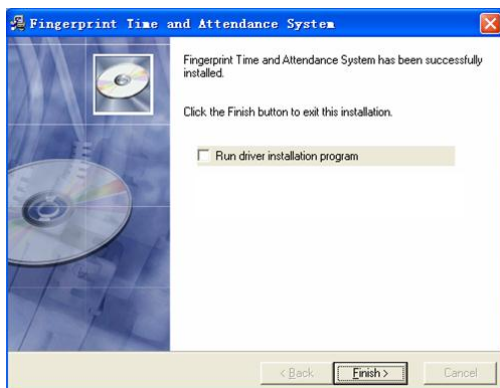 Fingerprint Time and Attendance System
Fingerprint Time and Attendance System has been successfully
installed.
Click the Finish button to exit this installation.
Run driver installation program
< Back
Finish >
Cancel